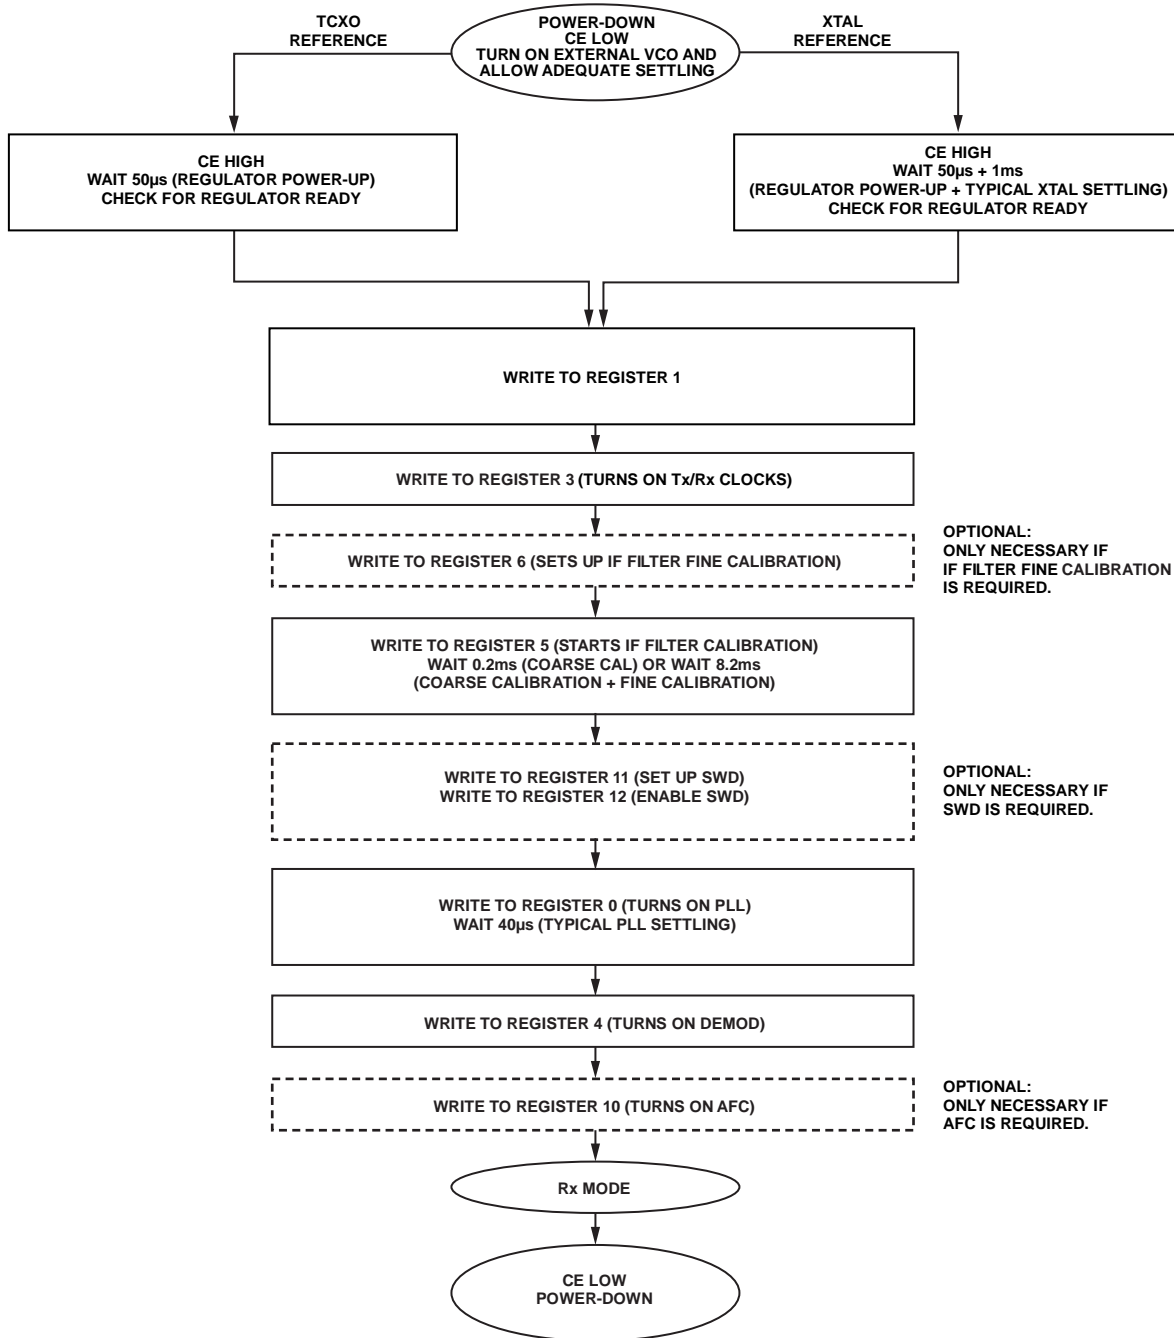 TCXO
REFERENCE
POWER-DOWN
CE LOW
TURN ON EXTERNAL VCO AND
ALLOW ADEQUATE SETTLING
XTAL
REFERENCE
CE HIGH
WAIT 50µs (REGULATOR POWER-UP)
CHECK FOR REGULATOR READY
CE HIGH
WAIT 50µs + 1ms
(REGULATOR POWER-UP + TYPICAL XTAL SETTLING)
CHECK FOR REGULATOR READY
WRITE TO REGISTER 1
WRITE TO REGISTER 3 (TURNS ON Tx/Rx CLOCKS)
WRITE TO REGISTER 6 (SETS UP IF FILTER FINE CALIBRATION)
OPTIONAL:
ONLY NECESSARY IF
IF FILTER FINE CALIBRATION
IS REQUIRED.
WRITE TO REGISTER 5 (STARTS IF FILTER CALIBRATION)
WAIT 0.2ms (COARSE CAL) OR WAIT 8.2ms
(COARSE CALIBRATION + FINE CALIBRATION)
WRITE TO REGISTER 11 (SET UP SWD)
WRITE TO REGISTER 12 (ENABLE SWD)
OPTIONAL:
ONLY NECESSARY IF
SWD IS REQUIRED.
WRITE TO REGISTER 0 (TURNS ON PLL)
WAIT 40µs (TYPICAL PLL SETTLING)
WRITE TO REGISTER 4 (TURNS ON DEMOD)
WRITE TO REGISTER 10 (TURNS ON AFC)
OPTIONAL:
ONLY NECESSARY IF
AFC IS REQUIRED.
Rx MODE
CE LOW
POWER-DOWN